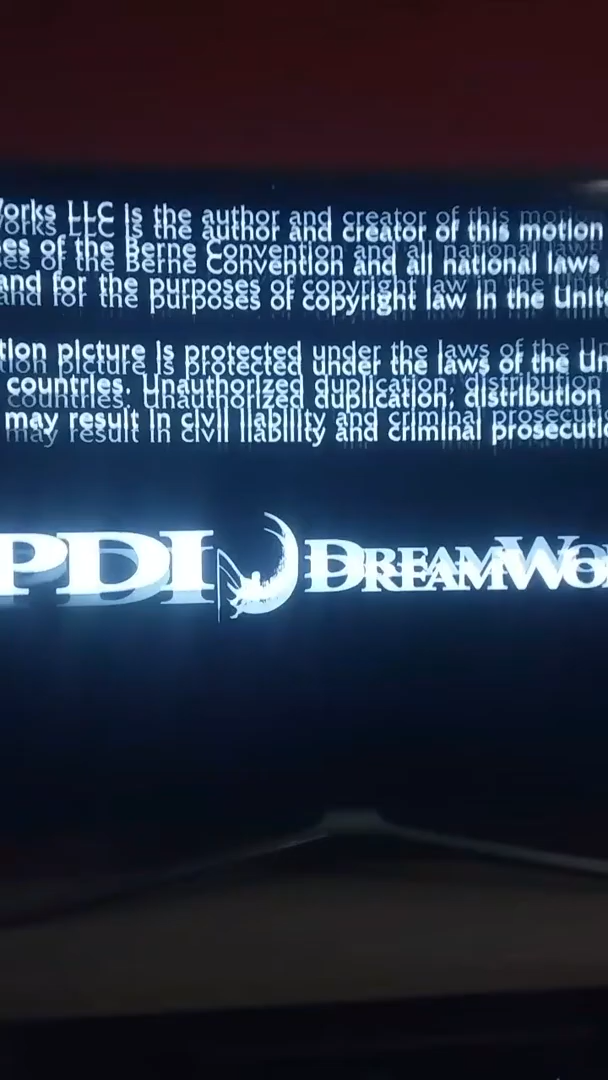 orks LLC is the author and creator of this motion
es of the Berne Convention and all national laws
and for the purposes of copyright law in the Unite
tion picture is protected under the laws of the Un
countries. Unauthorized duplication, distribution
may result in civil liability and criminal prosecutio
PDI DREAMWO